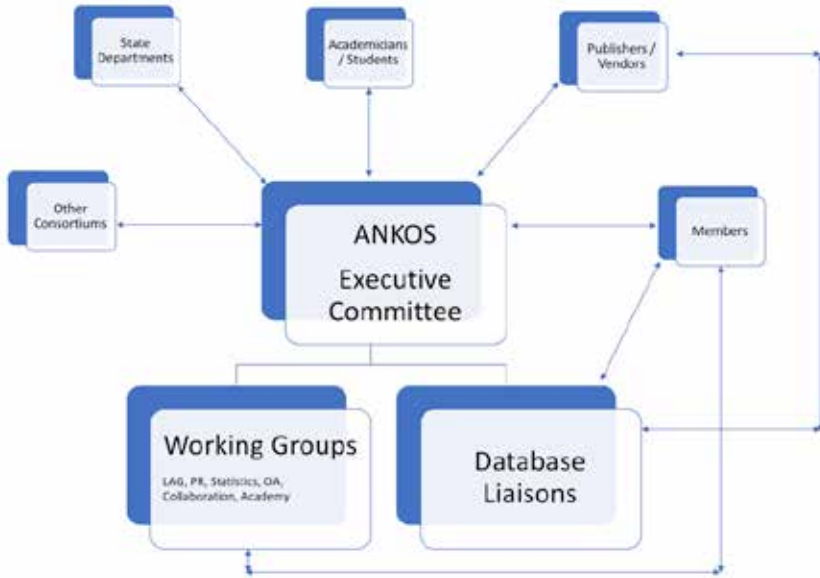 State
Departments
Academicians
/ Students
Publishers /
Vendors
Other
Consortiums
ANKOS
Executive
Committee
Members
Working Groups
LAG, PR, Statistics, OA,
Collaboration, Academy
Database
Liaisons